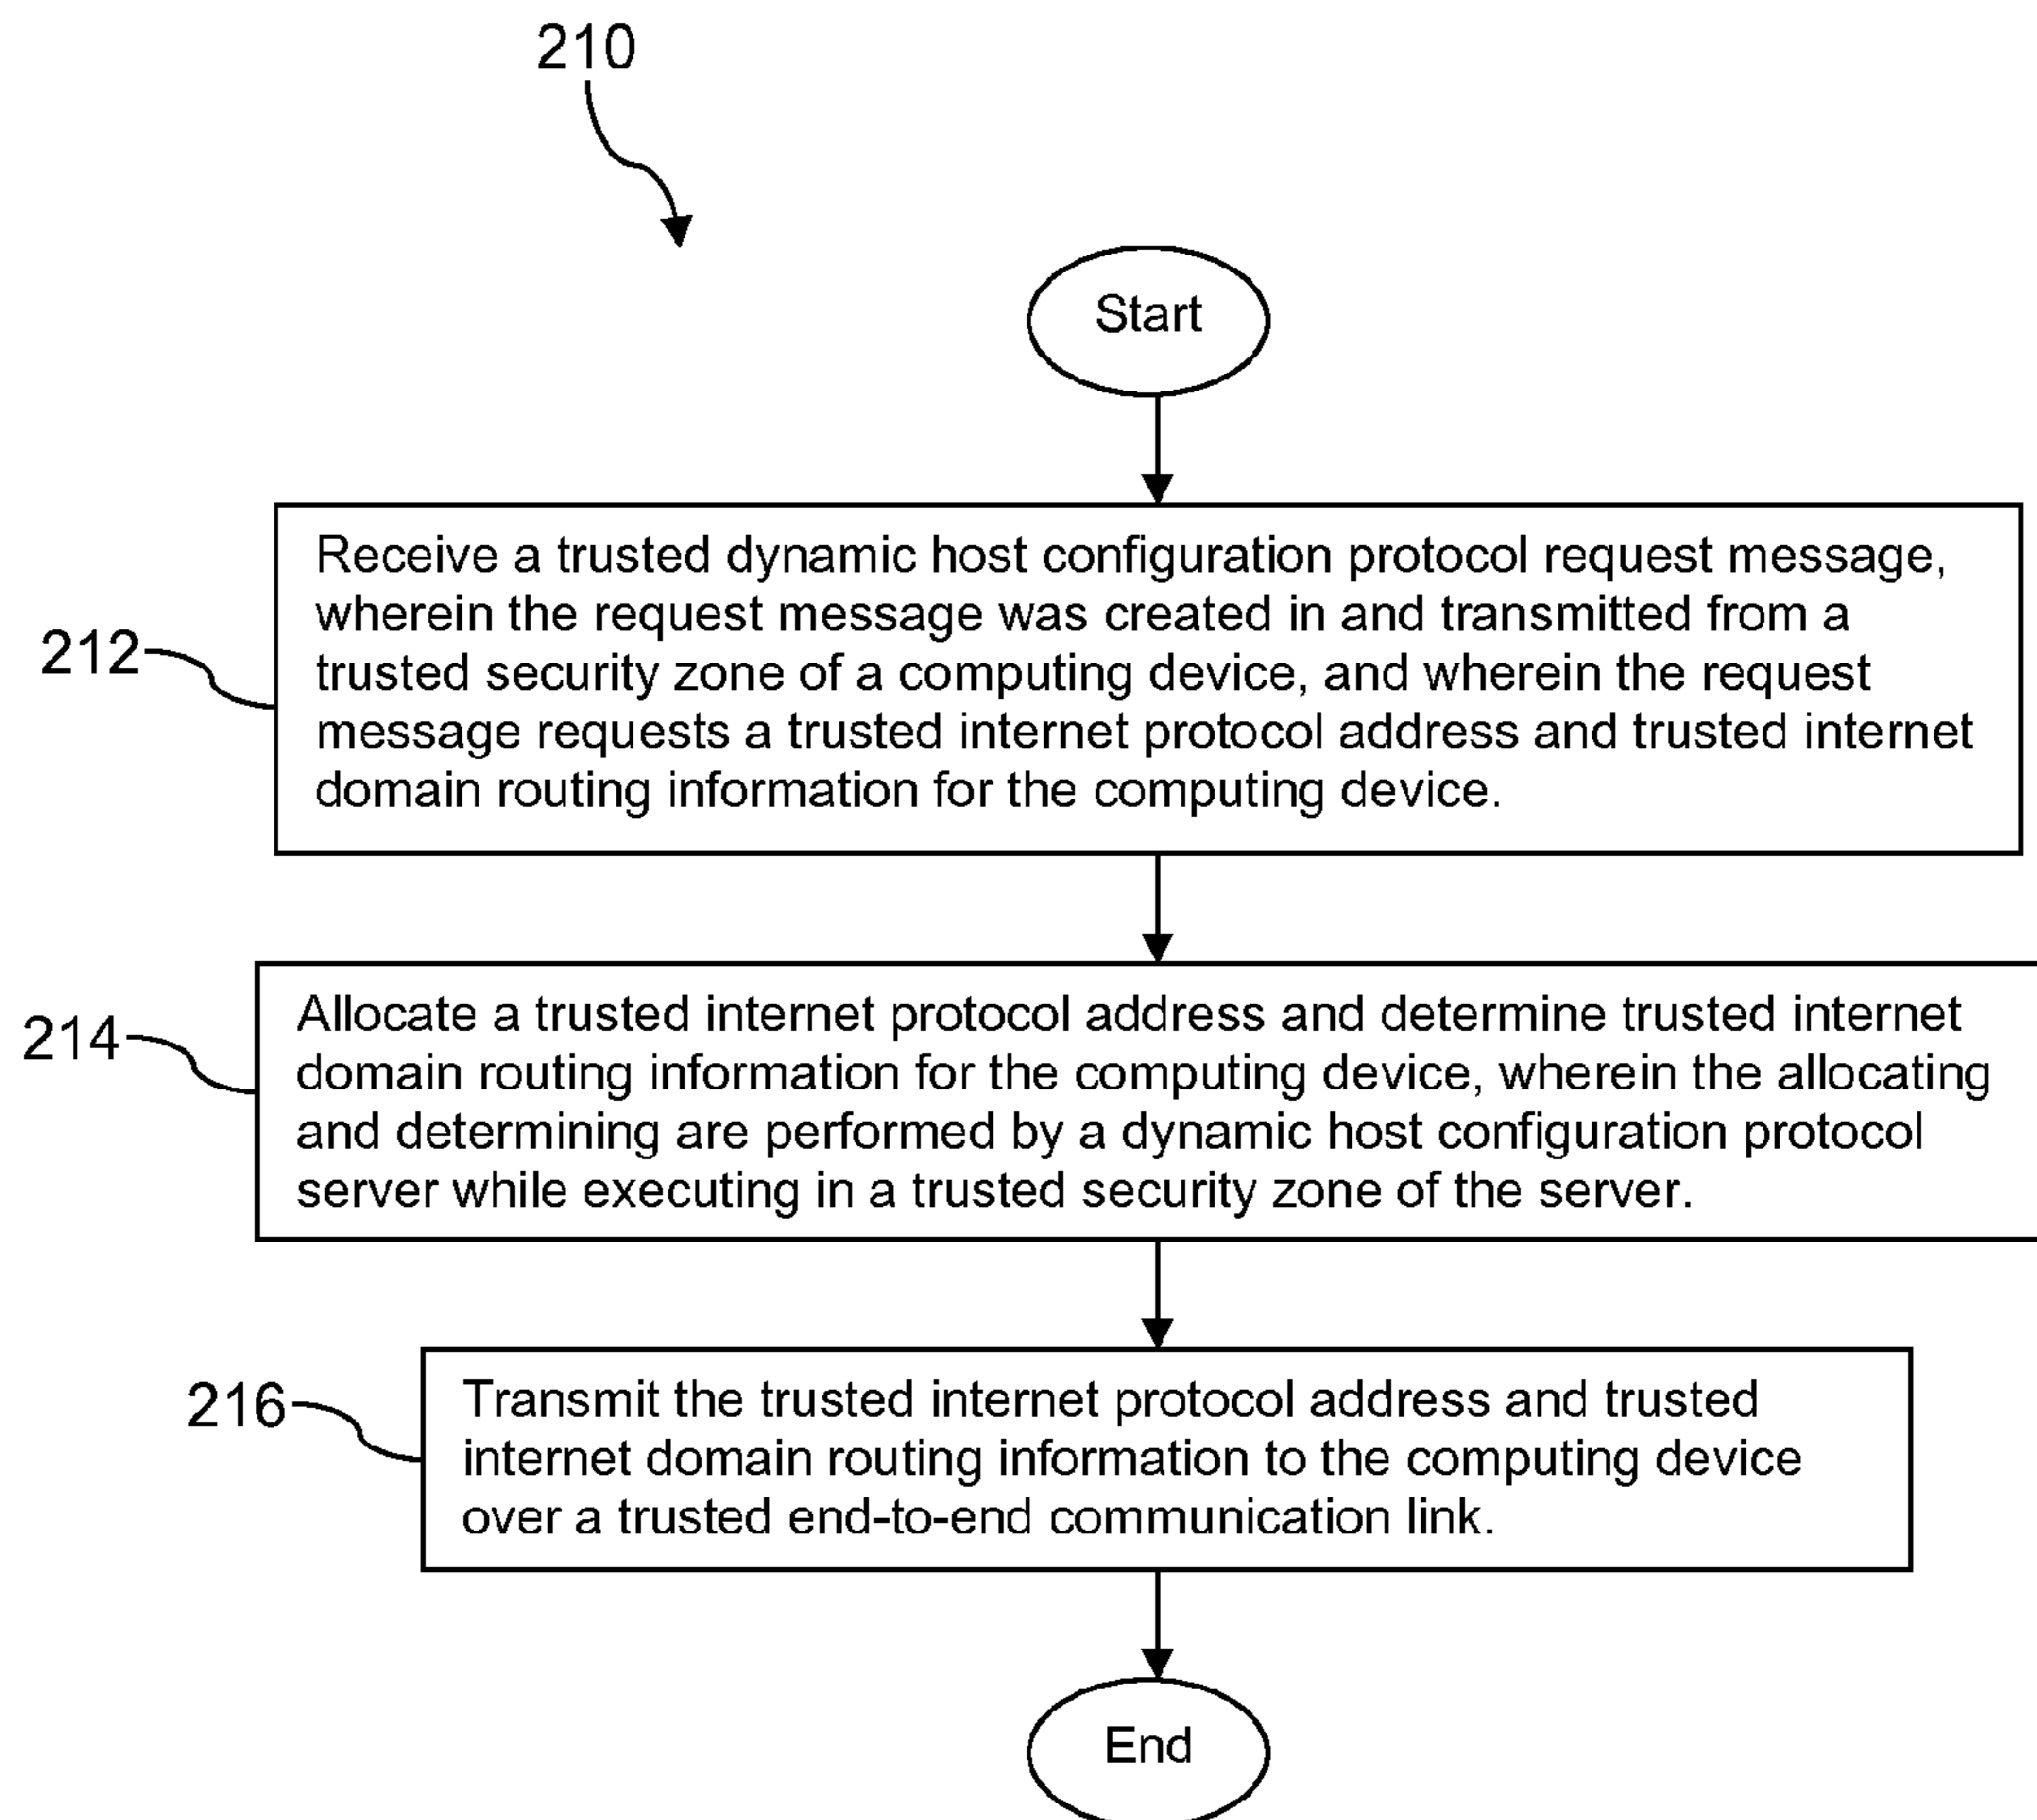 210
Start
212
Receive a trusted dynamic host configuration protocol request message,
wherein the request message was created in and transmitted from a
trusted security zone of a computing device, and wherein the request
message requests a trusted internet protocol address and trusted internet
domain routing information for the computing device.
214
Allocate a trusted internet protocol address and determine trusted internet
domain routing information for the computing device, wherein the allocating
and determining are performed by a dynamic host configuration protocol
server while executing in a trusted security zone of the server.
216
Transmit the trusted internet protocol address and trusted
internet domain routing information to the computing device
over a trusted end-to-end communication link.
End